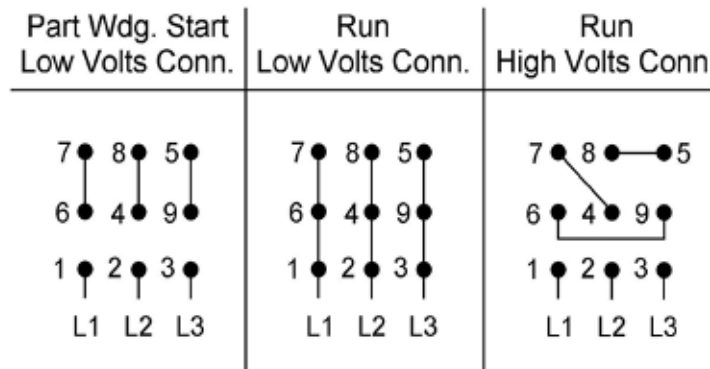 Part Wdg. Start
Low Volts Conn.
Run
Low Volts Conn.
Run
High Volts Conn
7 8 5
6 4 9
1 2 3
L1 L2 L3
7 8 5
6 4 9
1 2 3
L1 L2 L3
7 8 5
6 4 9
1 2 3
L1 L2 L3